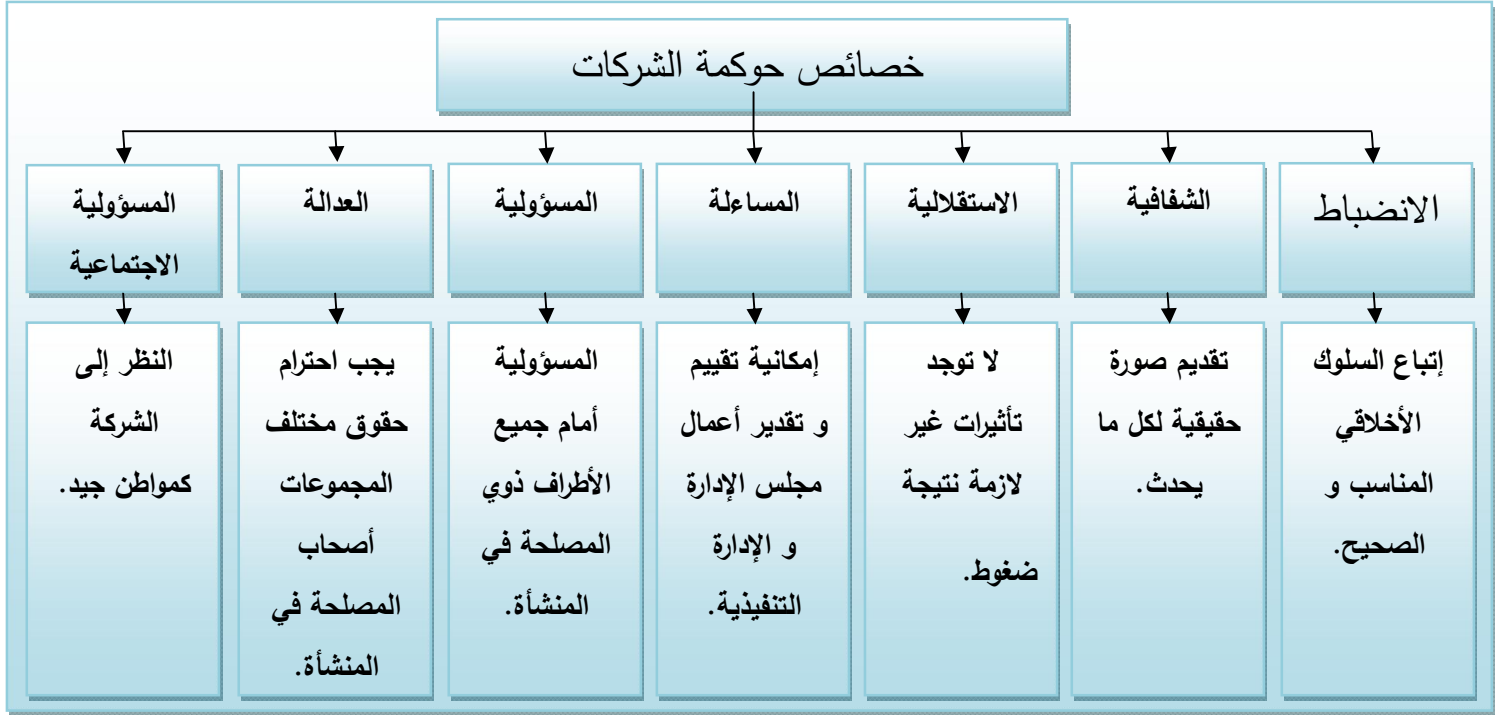 خصائص حوكمة الشركات
الانضباط
الشفافية
الاستقلالية
المساءلة
المسؤولية
العدالة
المسؤولية
الاجتماعية
إتباع السلوك
الأخلاقي
المناسب و
الصحيح.
تقديم صورة
حقيقية لكل ما
يحدث.
لا توجد
تأثيرات غير
لازمة نتيجة
ضغوط.
إمكانية تقييم
و تقدير أعمال
مجلس الإدارة
و الإدارة
التنفيذية.
المسؤولية
أمام جميع
الأطراف ذوي
المصلحة في
المنشأة.
يجب احترام
حقوق مختلف
المجموعات
أصحاب
المصلحة في
المنشأة.
النظر إلى
الشركة
كمواطن جيد.